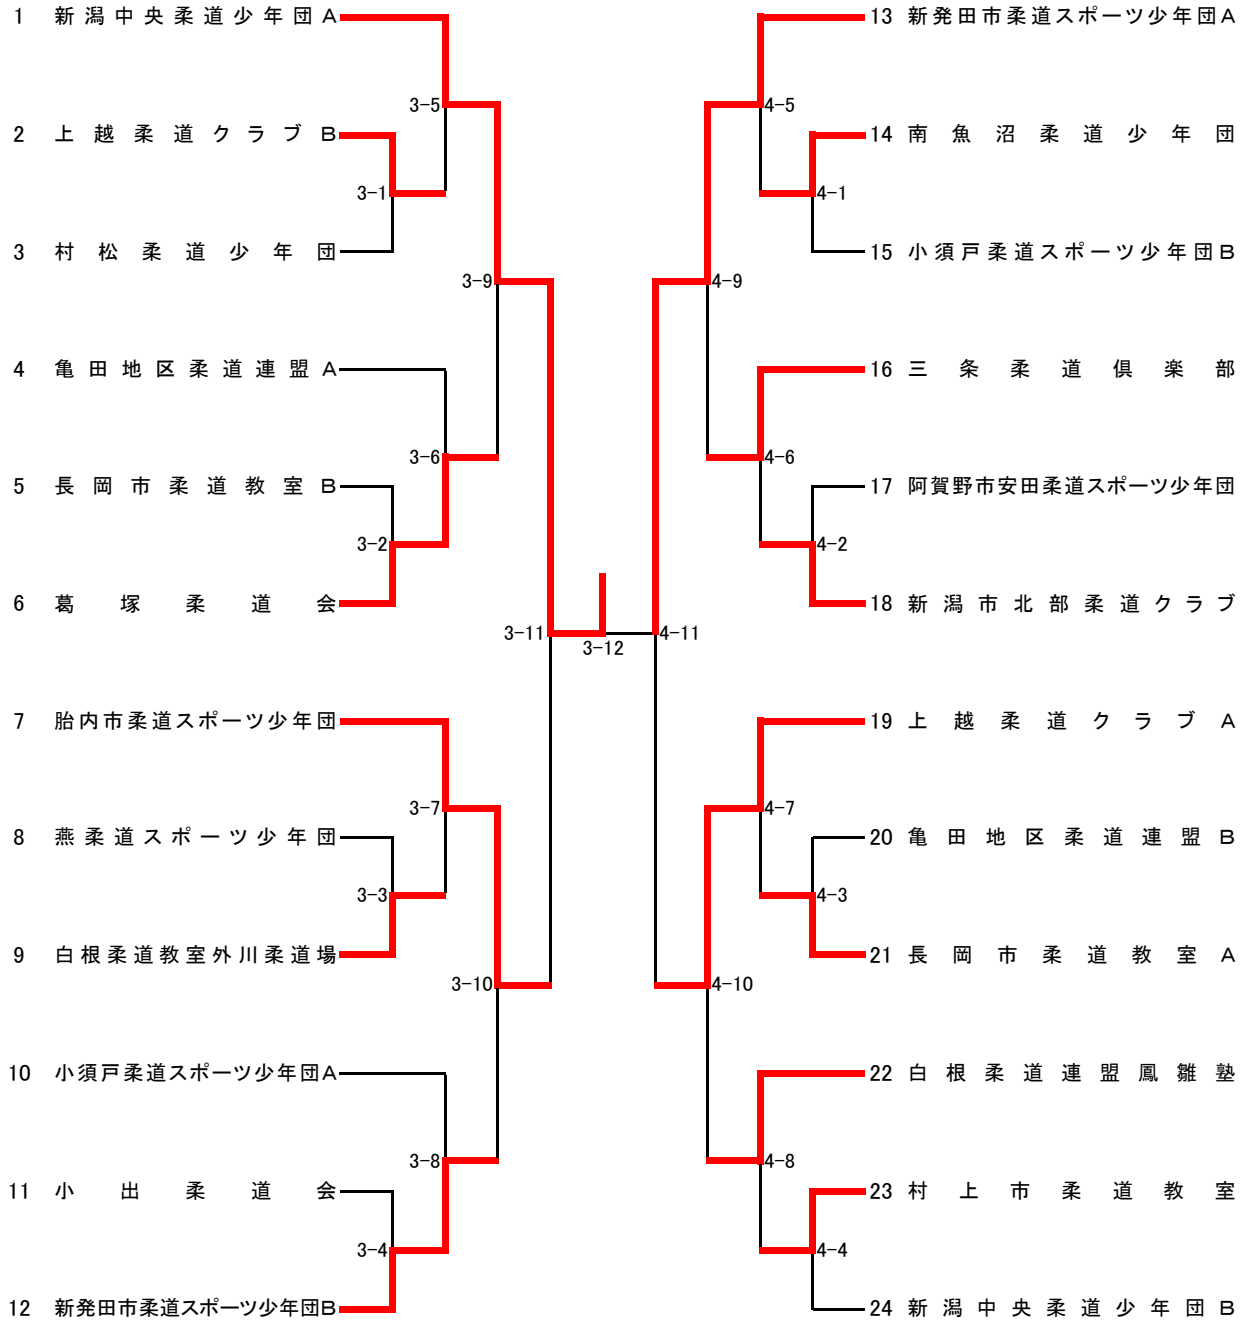 1 新潟中央柔道少年団A
13 新発田市柔道スポーツ少年団A
3-5
4-5
2 上越柔道クラブB
14 南魚沼柔道少年団
3-1
4-1
3 村松柔道少年団
15 小須戸柔道スポーツ少年団B
3-9
4-9
4 亀田地区柔道連盟A
16 三条柔道倶楽部
3-6
4-6
5 長岡市柔道教室B
17 阿賀野市安田柔道スポーツ少年団
3-2
4-2
6 葛塚柔道会
18 新潟市北部柔道クラブ
3-11
4-11
3-12
7 胎内市柔道スポーツ少年団
19 上越柔道クラブA
3-7
4-7
8 燕柔道スポーツ少年団
20 亀田地区柔道連盟B
3-3
4-3
9 白根柔道教室外川柔道場
21 長岡市柔道教室A
3-10
4-10
10 小須戸柔道スポーツ少年団A
22 白根柔道連盟鳳雛塾
3-8
4-8
11 小出柔道会
23 村上市柔道教室
3-4
4-4
12 新発田市柔道スポーツ少年団B
24 新潟中央柔道少年団B